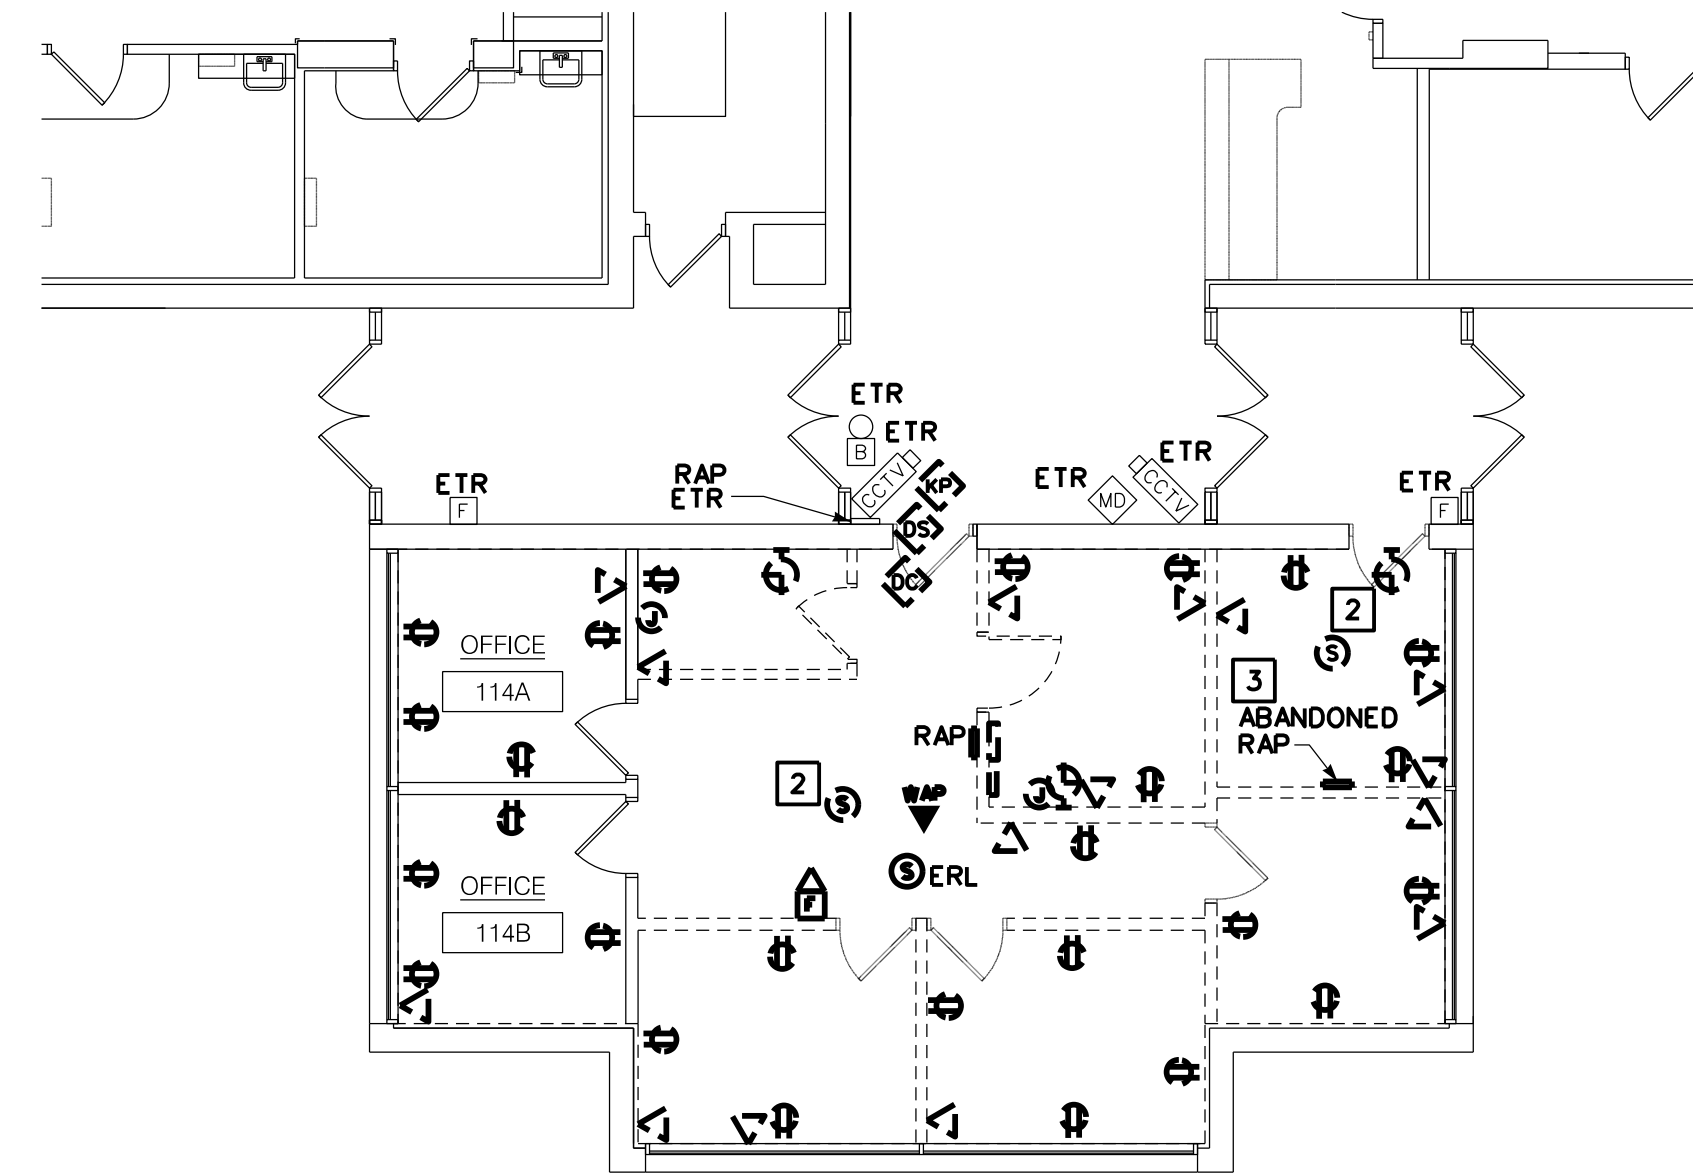 ETR
B
ETR
CCTV
KP
DS
DC
RAP
ETR
ETR
F
ETR
MD
ETR
CCTV
ETR
F
2
S
3
ABANDONED
RAP
OFFICE
114A
J
RAP
2
S
WAP
J
S
ERL
F
OFFICE
114B